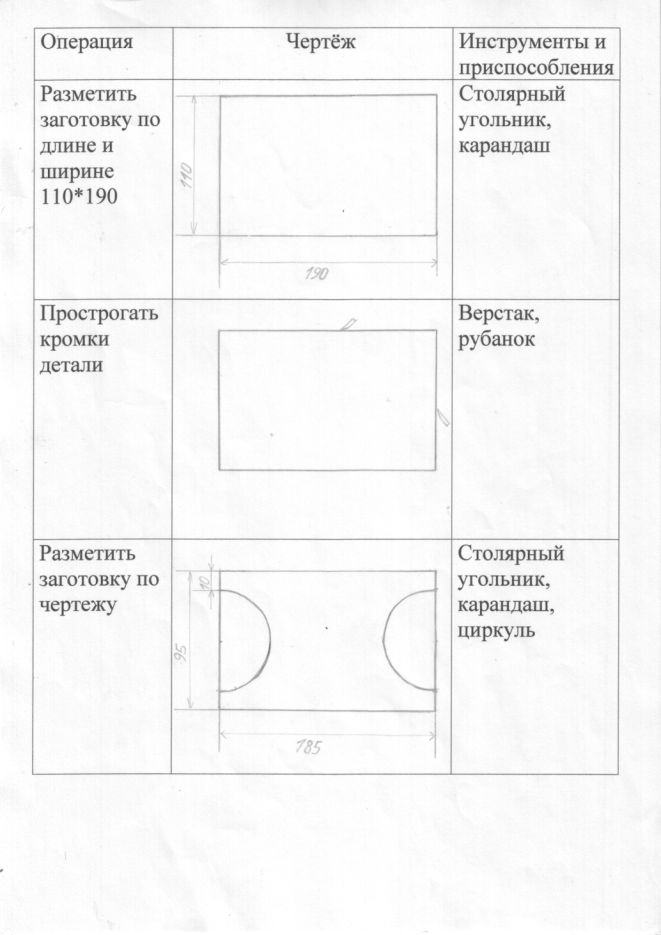 Операция
Чертёж
Инструменты и
приспособления
Разметить
заготовку по
длине и
ширине
110*190
110
190
Столярный
угольник,
карандаш
Прострогать
кромки
детали
Верстак,
рубанок
Разметить
заготовку по
чертежу
10
95
185
Столярный
угольник,
карандаш,
циркуль